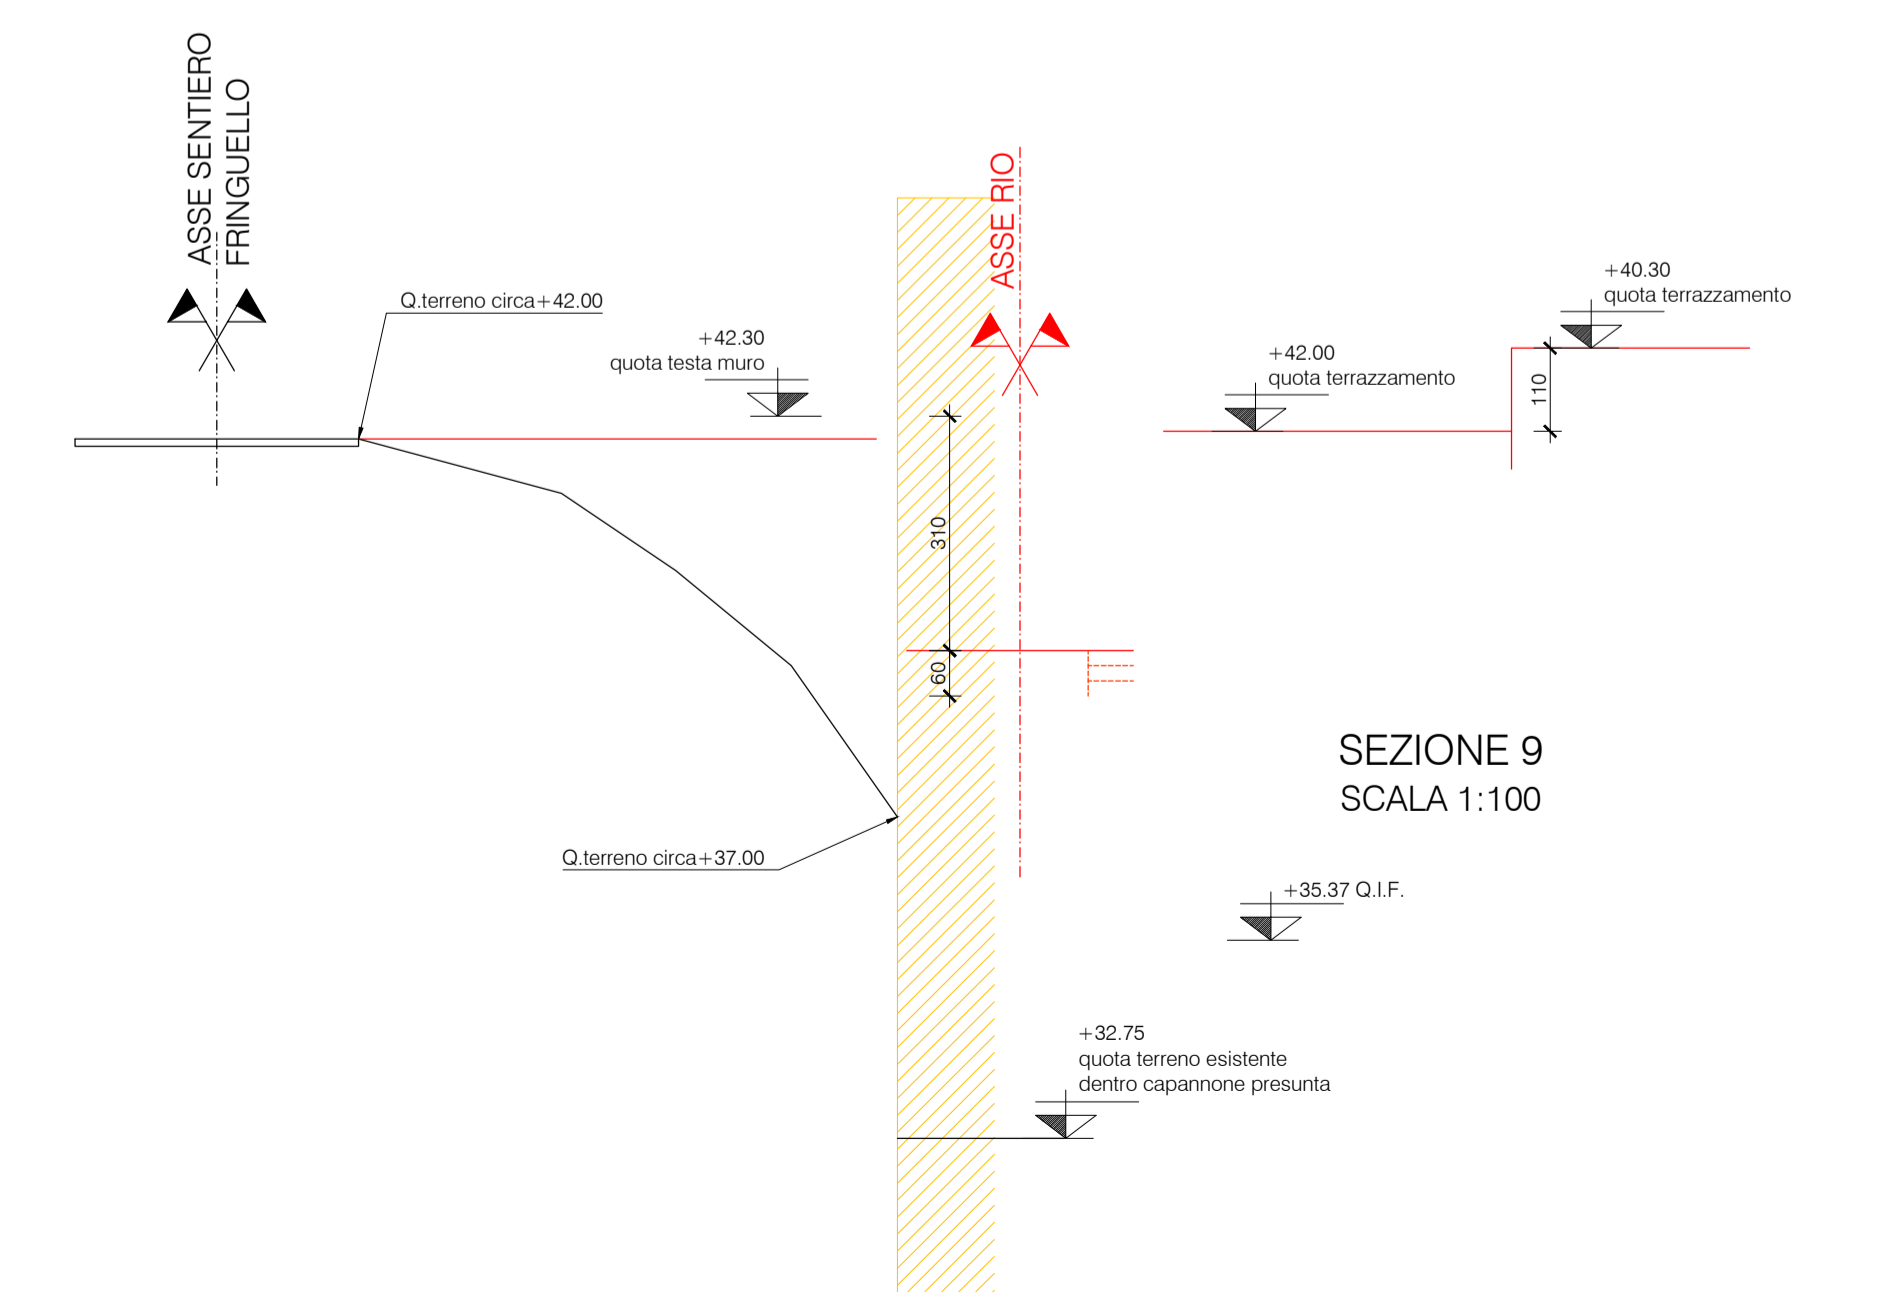 ASSE SENTIERO
FRINGUELLO
ASSE RIO
Q.terreno circa+42.00
+42.30
quota testa muro
+42.00
quota terrazzamento
+40.30
quota terrazzamento
110
310
60
SEZIONE 9
SCALA 1:100
Q.terreno circa+37.00
+35.37 Q.I.F.
+32.75
quota terreno esistente
dentro capannone presunta